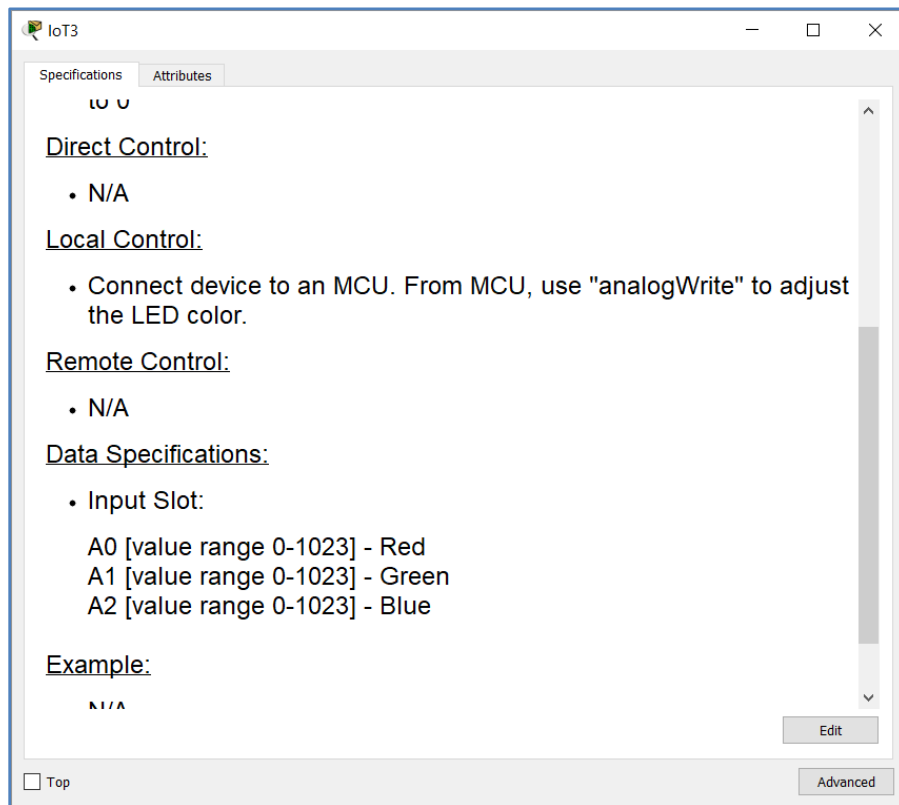 IoT3
Specifications
Attributes
to 0
Direct Control:
• N/A
Local Control:
• Connect device to an MCU. From MCU, use "analogWrite" to adjust
the LED color.
Remote Control:
• N/A
Data Specifications:
• Input Slot:
A0 [value range 0-1023] - Red
A1 [value range 0-1023] - Green
A2 [value range 0-1023] - Blue
Example:
N/A
Edit
Top
Advanced